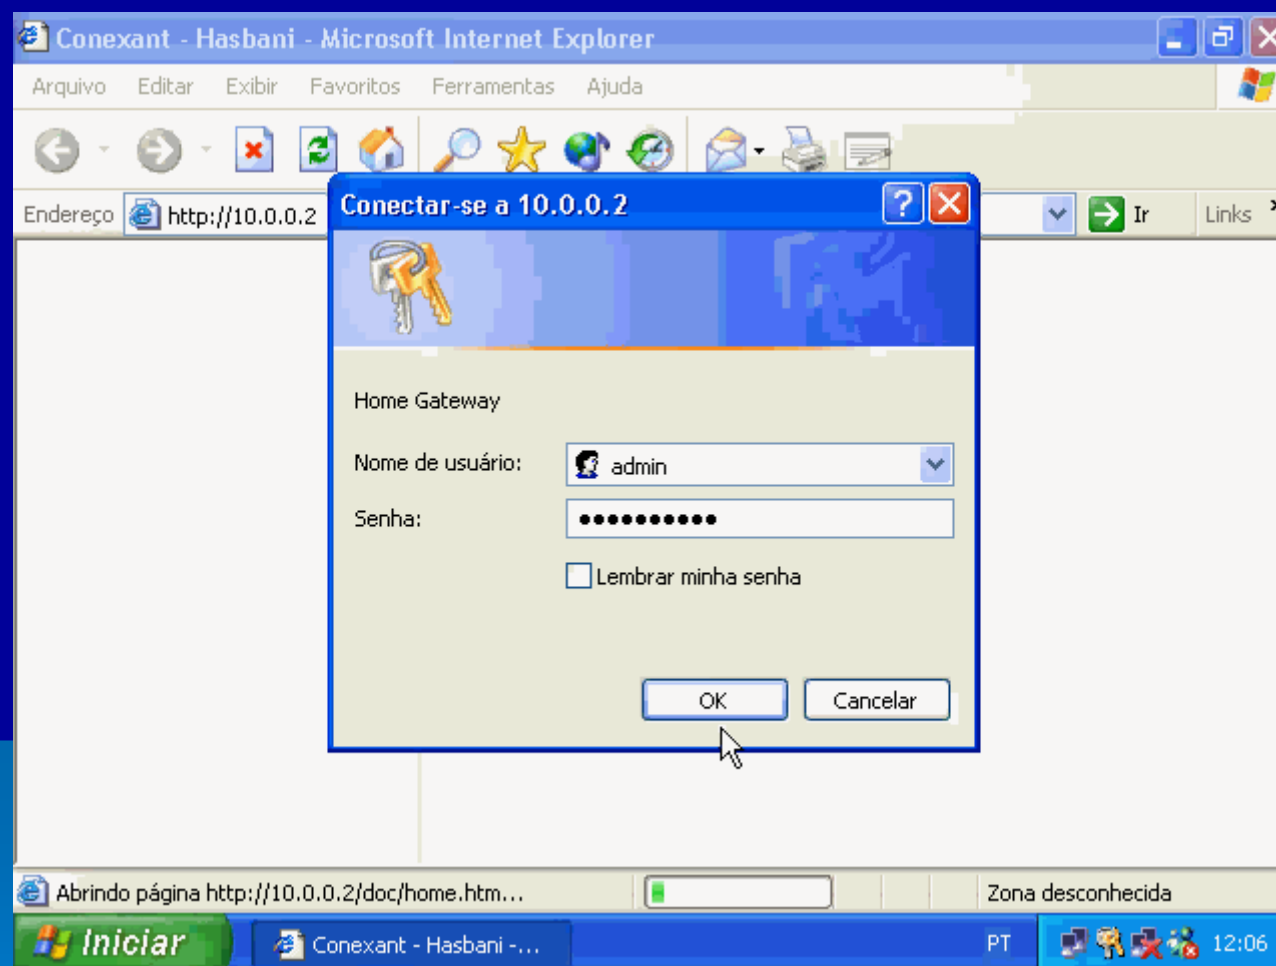 Conexant - Hasbani - Microsoft Internet Explorer
Arquivo Editar Exibir Favoritos Ferramentas Ajuda
Endereço http://10.0.0.2 Ir Links
Conectar-se a 10.0.0.2
Home Gateway
Nome de usuário: admin
Senha: ••••••••••
Lembrar minha senha
OK Cancelar
Abrindo página http://10.0.0.2/doc/home.htm... Zona desconhecida
Iniciar Conexant - Hasbani -... PT 12:06